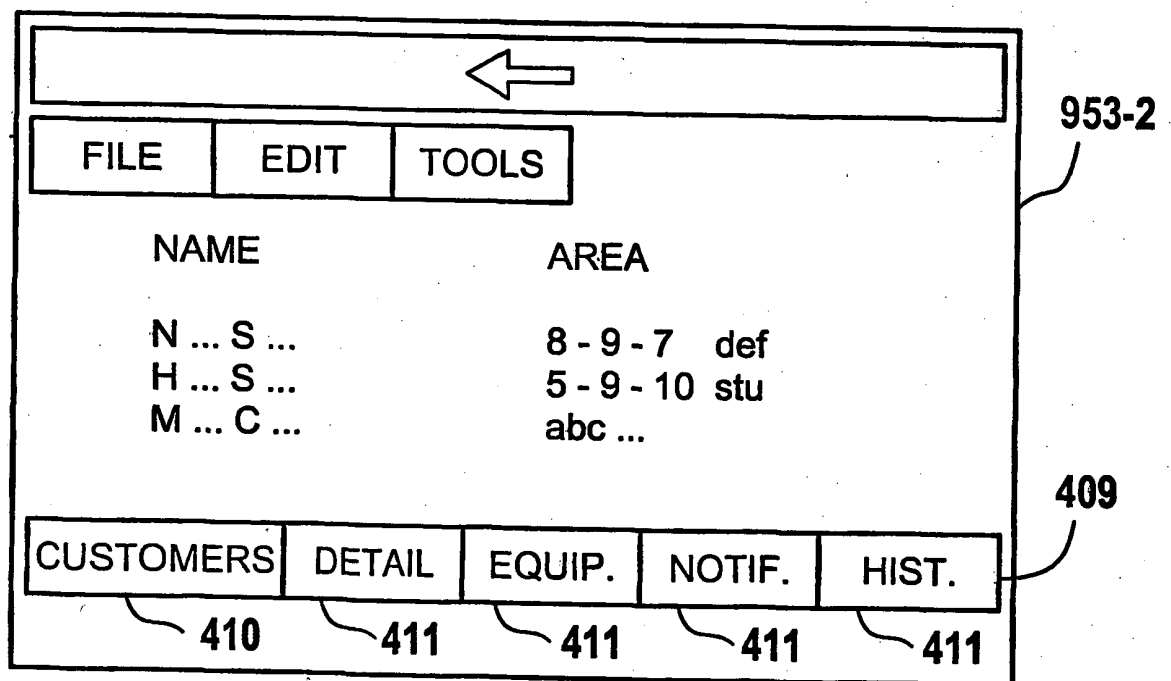 953-2
FILE EDIT TOOLS
NAME AREA
N ... S ... 8 - 9 - 7 def
H ... S ... 5 - 9 - 10 stu
M ... C ... abc ...
409
CUSTOMERS DETAIL EQUIP. NOTIF. HIST.
410 411 411 411 411